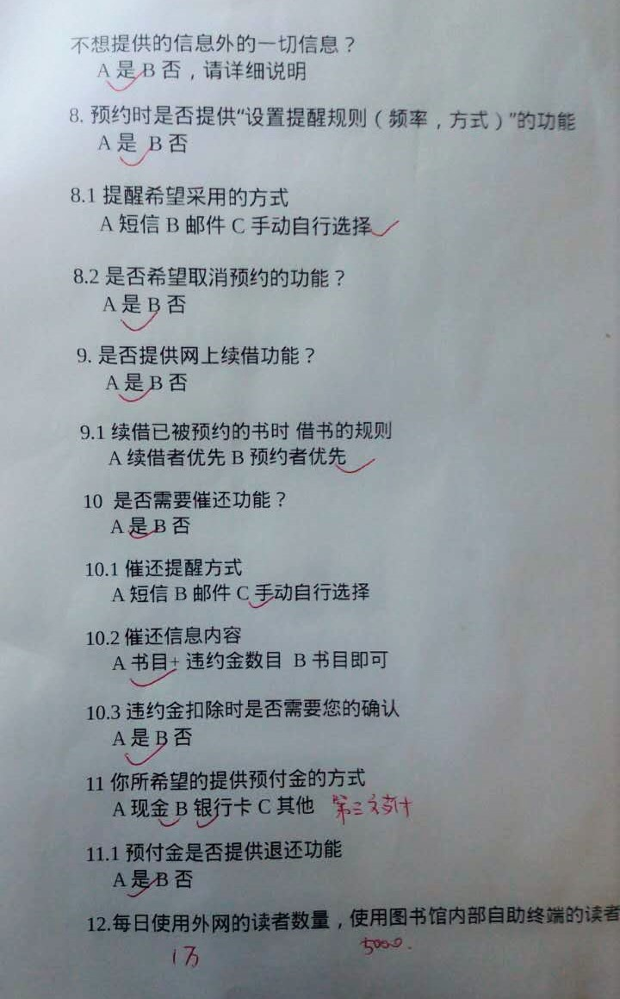 不想提供的信息外的一切信息？
A 是 B 否，请详细说明
8. 预约时是否提供“设置提醒规则（频率，方式）”的功能
A 是 B 否
8.1 提醒希望采用的方式
A 短信 B 邮件 C 手动自行选择
8.2 是否希望取消预约的功能？
A 是 B 否
9. 是否提供网上续借功能？
A 是 B 否
9.1 续借已被预约的书时 借书的规则
A 续借者优先 B 预约者优先
10 是否需要催还功能？
A 是 B 否
10.1 催还提醒方式
A 短信 B 邮件 C 手动自行选择
10.2 催还信息内容
A 书目+ 违约金数目 B 书目即可
10.3 违约金扣除时是否需要您的确认
A 是 B 否
11 你所希望的提供预付金的方式
A 现金 B 银行卡 C 其他 第三方支付
11.1 预付金是否提供退还功能
A 是 B 否
12.每日使用外网的读者数量，使用图书馆内部自助终端的读者
1万 5000.